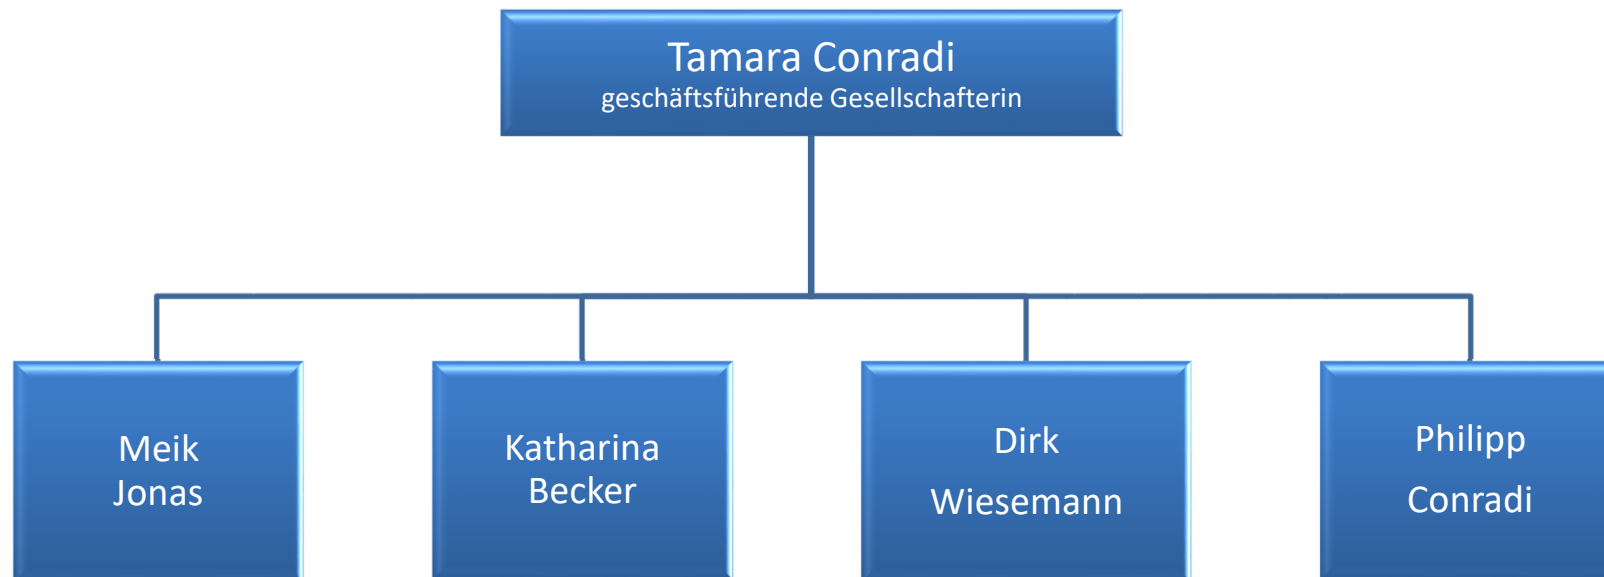 Tamara Conradi
geschäftsführende Gesellschafterin
Meik
Jonas
Katharina
Becker
Dirk
Wiesemann
Philipp
Conradi